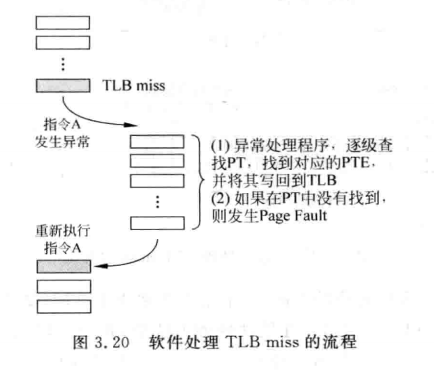 TLB miss
指令A
发生异常
(1) 异常处理程序，逐级查
找PT，找到对应的PTE，
并将其写回到TLB
(2) 如果在PT中没有找到，
则发生Page Fault
重新执行
指令A
图 3.20 软件处理 TLB miss 的流程